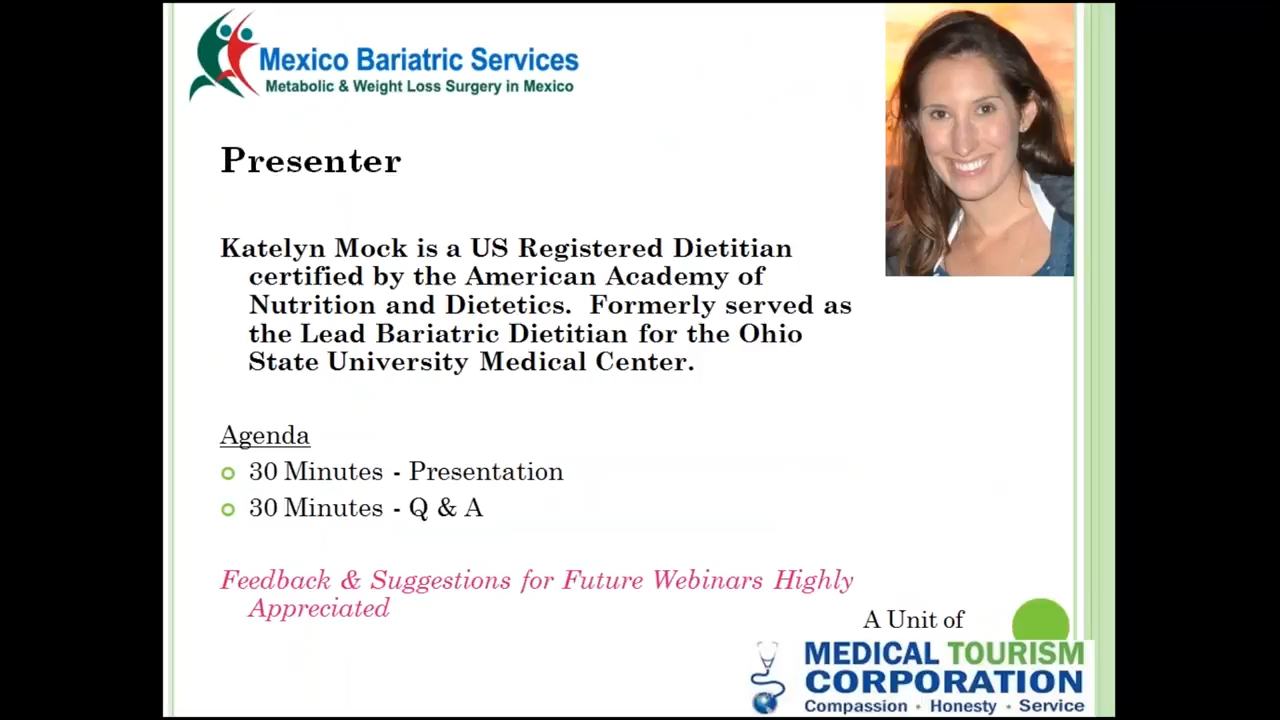 Mexico Bariatric Services
Metabolic & Weight Loss Surgery in Mexico
Presenter
Katelyn Mock is a US Registered Dietitian
certified by the American Academy of
Nutrition and Dietetics. Formerly served as
the Lead Bariatric Dietitian for the Ohio
State University Medical Center.
Agenda
30 Minutes - Presentation
30 Minutes - Q & A
Feedback & Suggestions for Future Webinars Highly
Appreciated
A Unit of
MEDICAL TOURISM
CORPORATION
Compassion · Honesty · Service